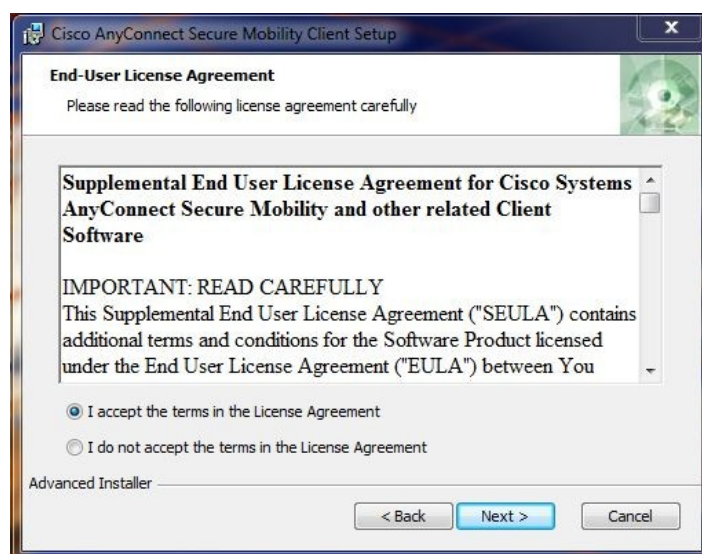 Cisco AnyConnect Secure Mobility Client Setup
X
End-User License Agreement
Please read the following license agreement carefully
Supplemental End User License Agreement for Cisco Systems
AnyConnect Secure Mobility and other related Client
Software
IMPORTANT: READ CAREFULLY
This Supplemental End User License Agreement ("SEULA") contains
additional terms and conditions for the Software Product licensed
under the End User License Agreement ("EULA") between You
I accept the terms in the License Agreement
I do not accept the terms in the License Agreement
Advanced Installer
< Back Next > Cancel